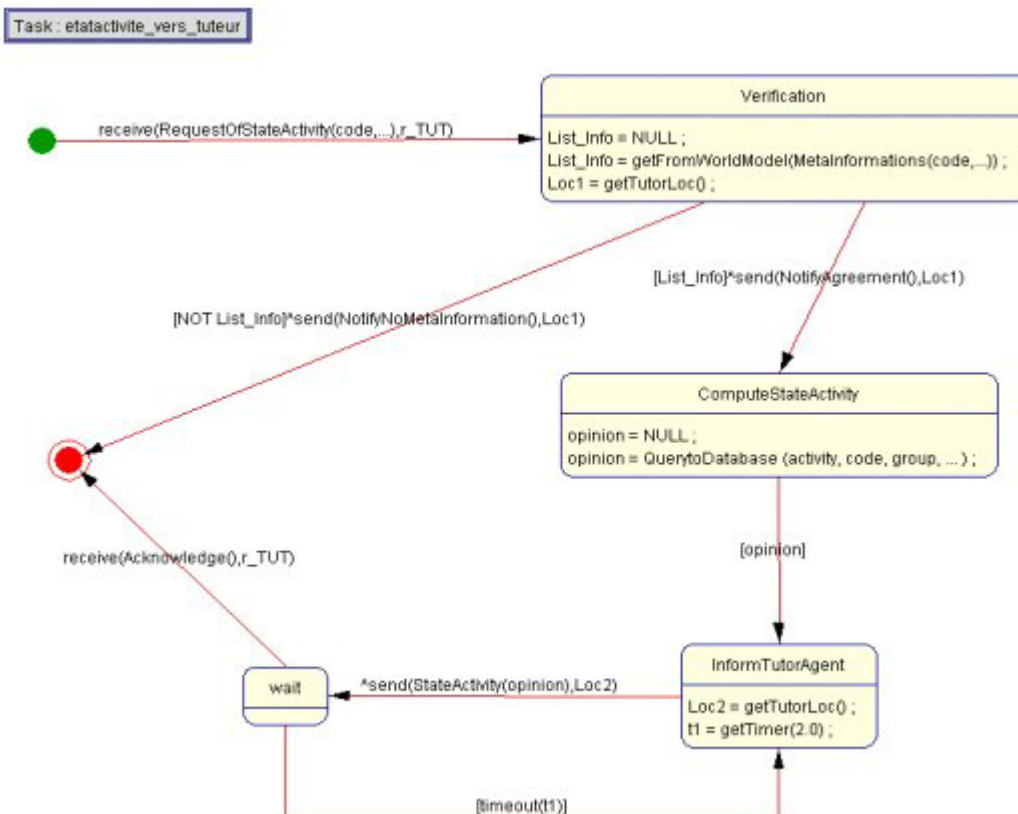 Task : etatactivite_vers_tuteur
Verification
receive(RequestOfStateActivity(code,...),r_TUT)
List_Info = NULL ;
List_Info = getFromWorldModel(MetaInformations(code,...)) ;
Loc1 = getTutorLoc() ;
[List_Info]^send(NotifyAgreement(),Loc1)
[NOT List_Info]^send(NotifyNoMetaInformation(),Loc1)
ComputeStateActivity
opinion = NULL ;
opinion = QuerytoDatabase (activity, code, group, ... ) ;
[opinion]
receive(Acknowledge(),r_TUT)
InformTutorAgent
wait
^send(StateActivity(opinion),Loc2)
Loc2 = getTutorLoc() ;
t1 = getTimer(2.0) ;
[timeout(t1)]